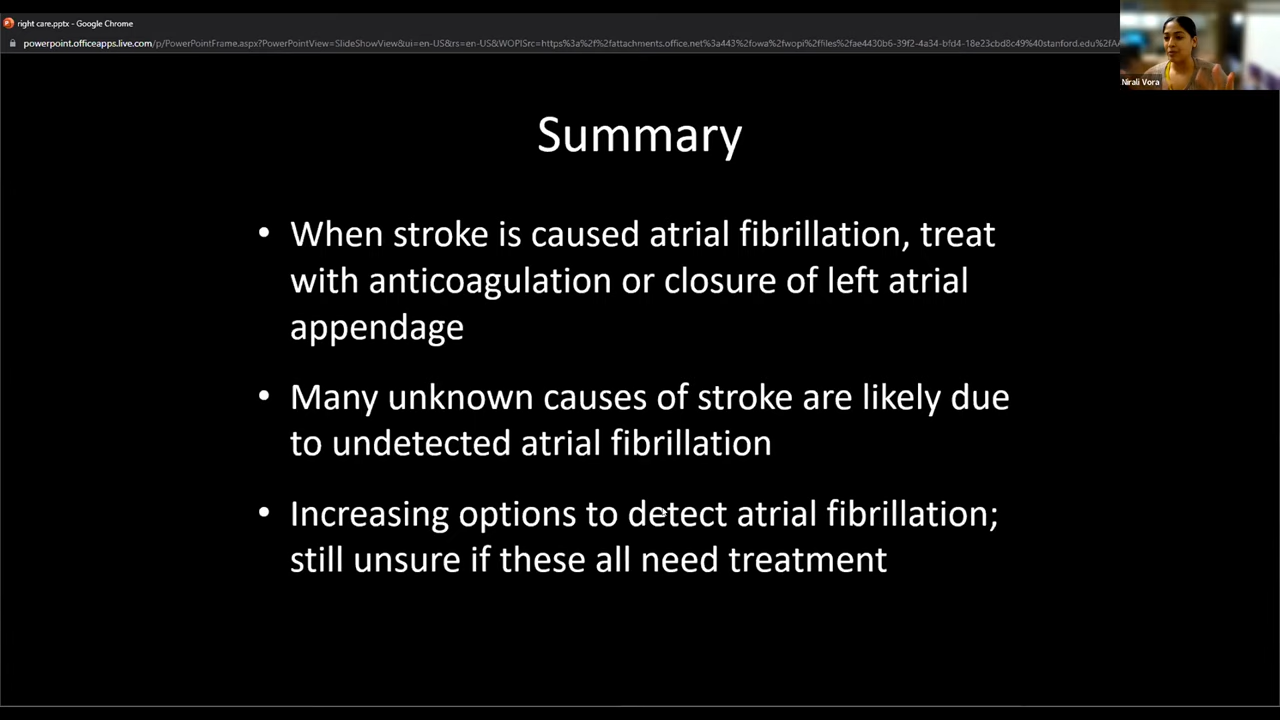 right care.pptx - Google Chrome
powerpoint.officeapps.live.com/p/PowerPointFrame.aspx?PowerPointView=SlideShowView&ui=en-US&rs=en-US&WOPISrc=https%3a%2f%2fattachments.office.net%3a443%2fowa%2fwopi%2ffiles%2fae4430b6-39f2-4a34-bfd4-18e23cbd8c49%40stanford.edu%2fA
Nirali Vora
Summary
• When stroke is caused atrial fibrillation, treat
with anticoagulation or closure of left atrial
appendage
• Many unknown causes of stroke are likely due
to undetected atrial fibrillation
• Increasing options to detect atrial fibrillation;
still unsure if these all need treatment